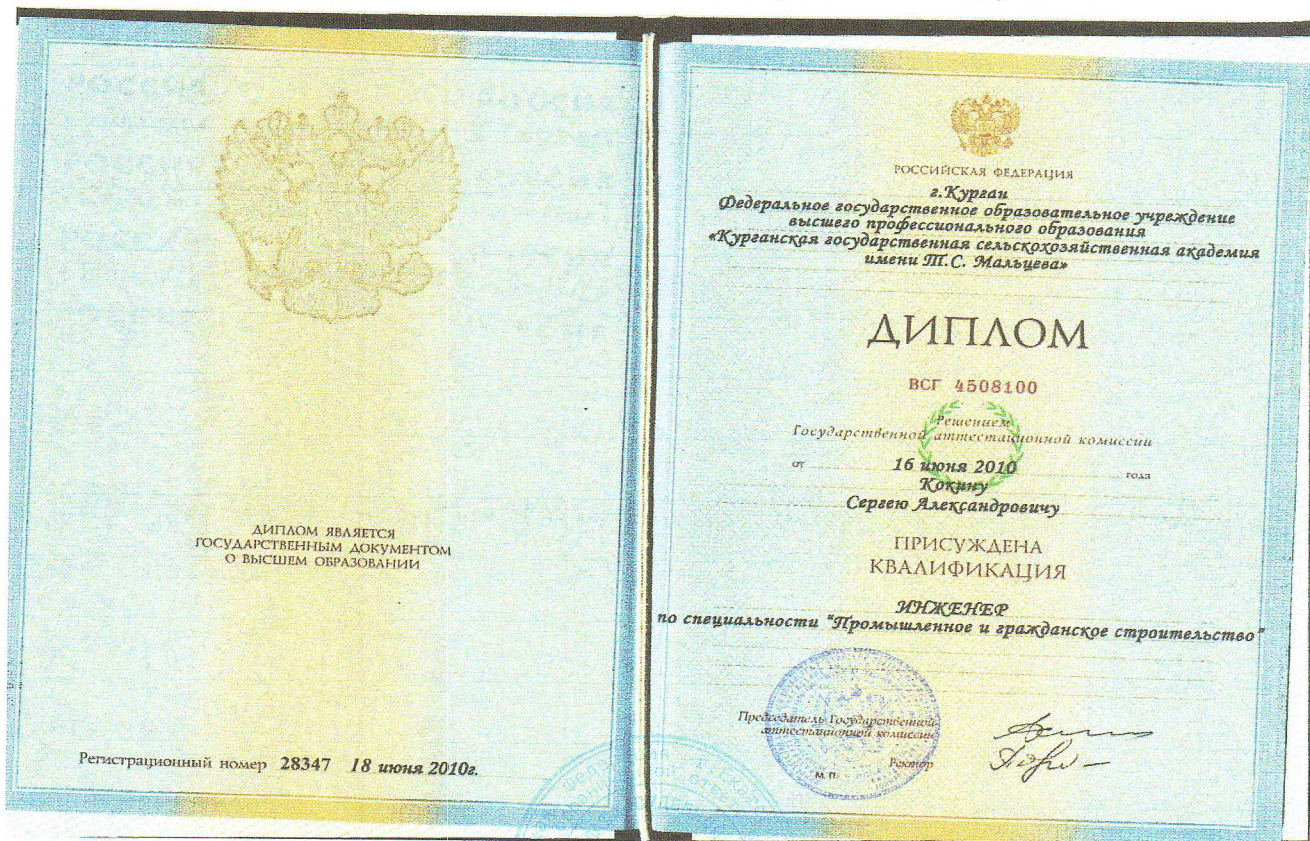 ДИПЛОМ ЯВЛЯЕТСЯ
ГОСУДАРСТВЕННЫМ ДОКУМЕНТОМ
О ВЫСШЕМ ОБРАЗОВАНИИ
Регистрационный номер 28347 18 июня 2010г.
РОССИЙСКАЯ ФЕДЕРАЦИЯ
г.Курган
Федеральное государственное образовательное учреждение
высшего профессионального образования
«Курганская государственная сельскохозяйственная академия
имени Т.С. Мальцева»
ДИПЛОМ
ВСГ 4508100
Решением
Государственной аттестационной комиссии
от 16 июня 2010 года
Кокину
Сергею Александровичу
ПРИСУЖДЕНА
КВАЛИФИКАЦИЯ
ИНЖЕНЕР
по специальности "Промышленное и гражданское строительство"
Председатель Государственной
аттестационной комиссии
Ректор
М. П.